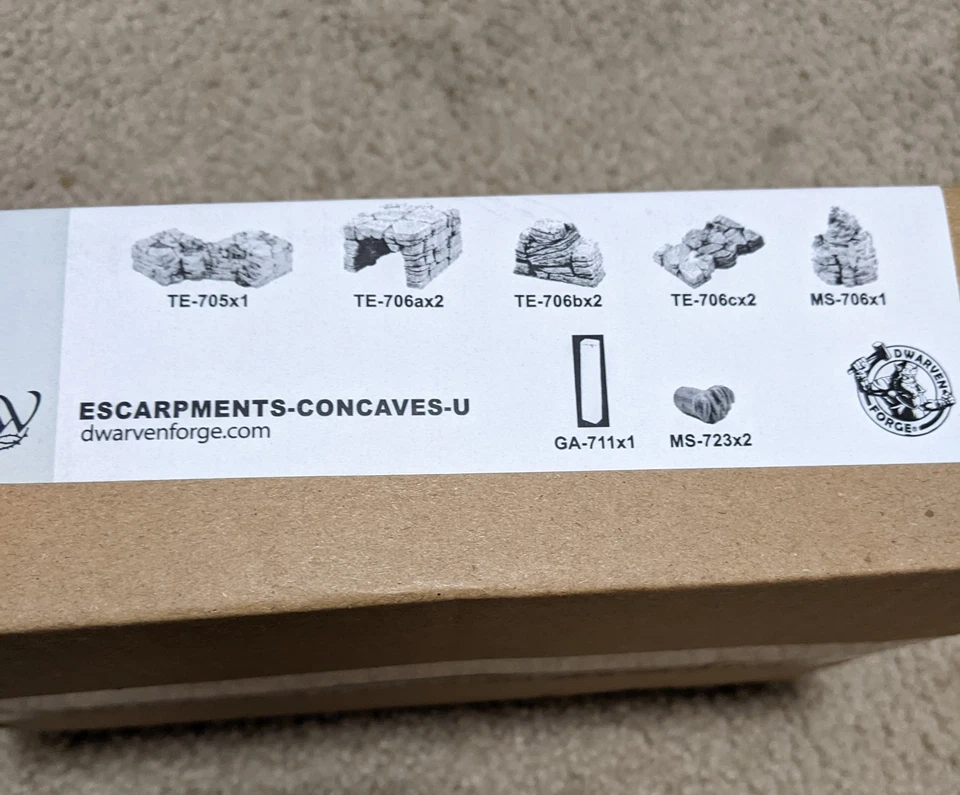 TE-705x1
TE-706ax2
TE-706bx2
TE-706cx2
MS-706x1
ESCARPMENTS-CONCAVES-U
dwarvenforge.com
GA-711x1
MS-723x2
DWARVEN
FORGE®